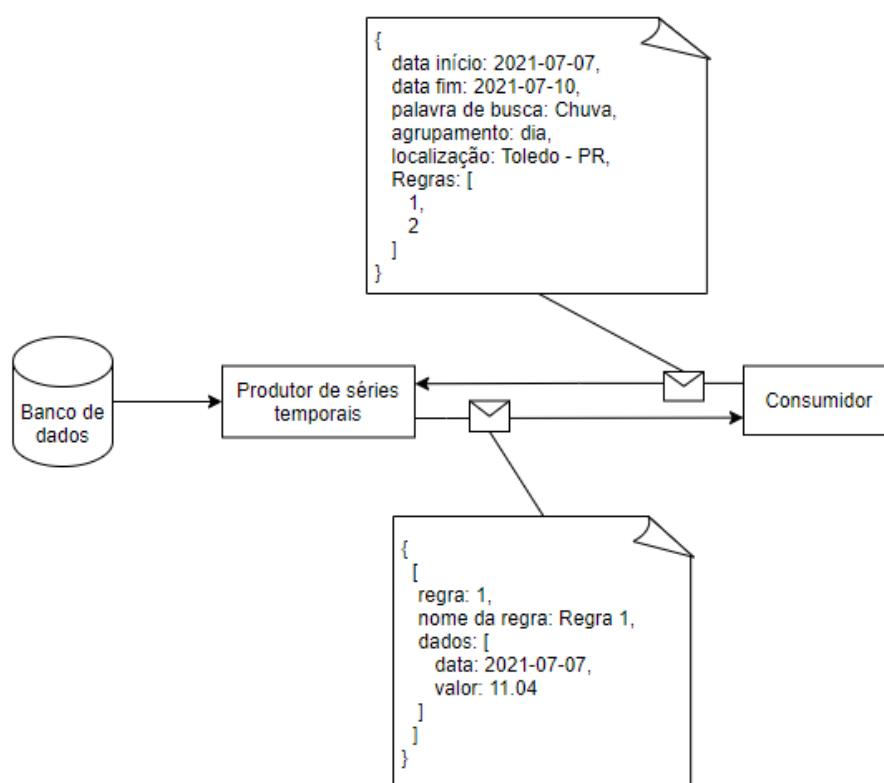 {
data início: 2021-07-07,
data fim: 2021-07-10,
palavra de busca: Chuva,
agrupamento: dia,
localização: Toledo - PR,
Regras: [
1,
2
]
}
Banco de
dados
Produtor de séries
temporais
Consumidor
{
[
regra: 1,
nome da regra: Regra 1,
dados: [
data: 2021-07-07,
valor: 11.04
]
]
}